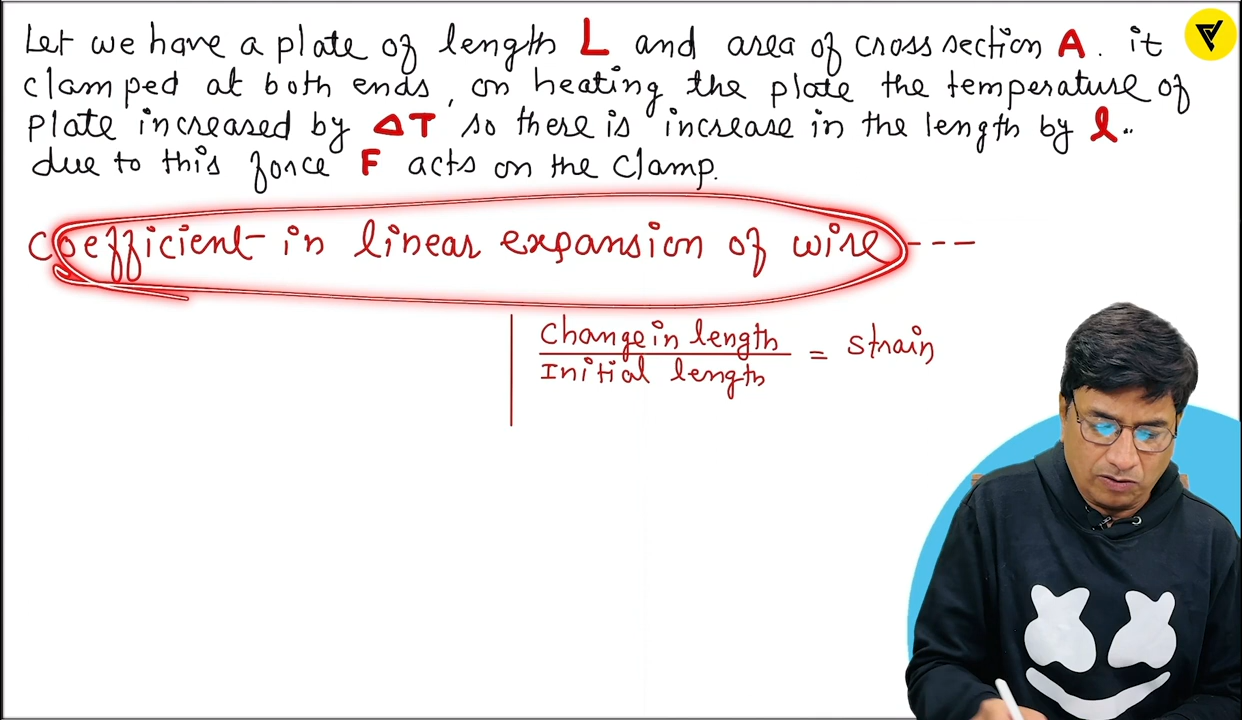 Let we have a plate of length L and area of cross section A. it
clamped at both ends, on heating the plate the temperature of
plate increased by ΔT so there is increase in the length by l..
due to this force F acts on the clamp.
coefficient in linear expansion of wire ---
Change in length
= strain
Initial length